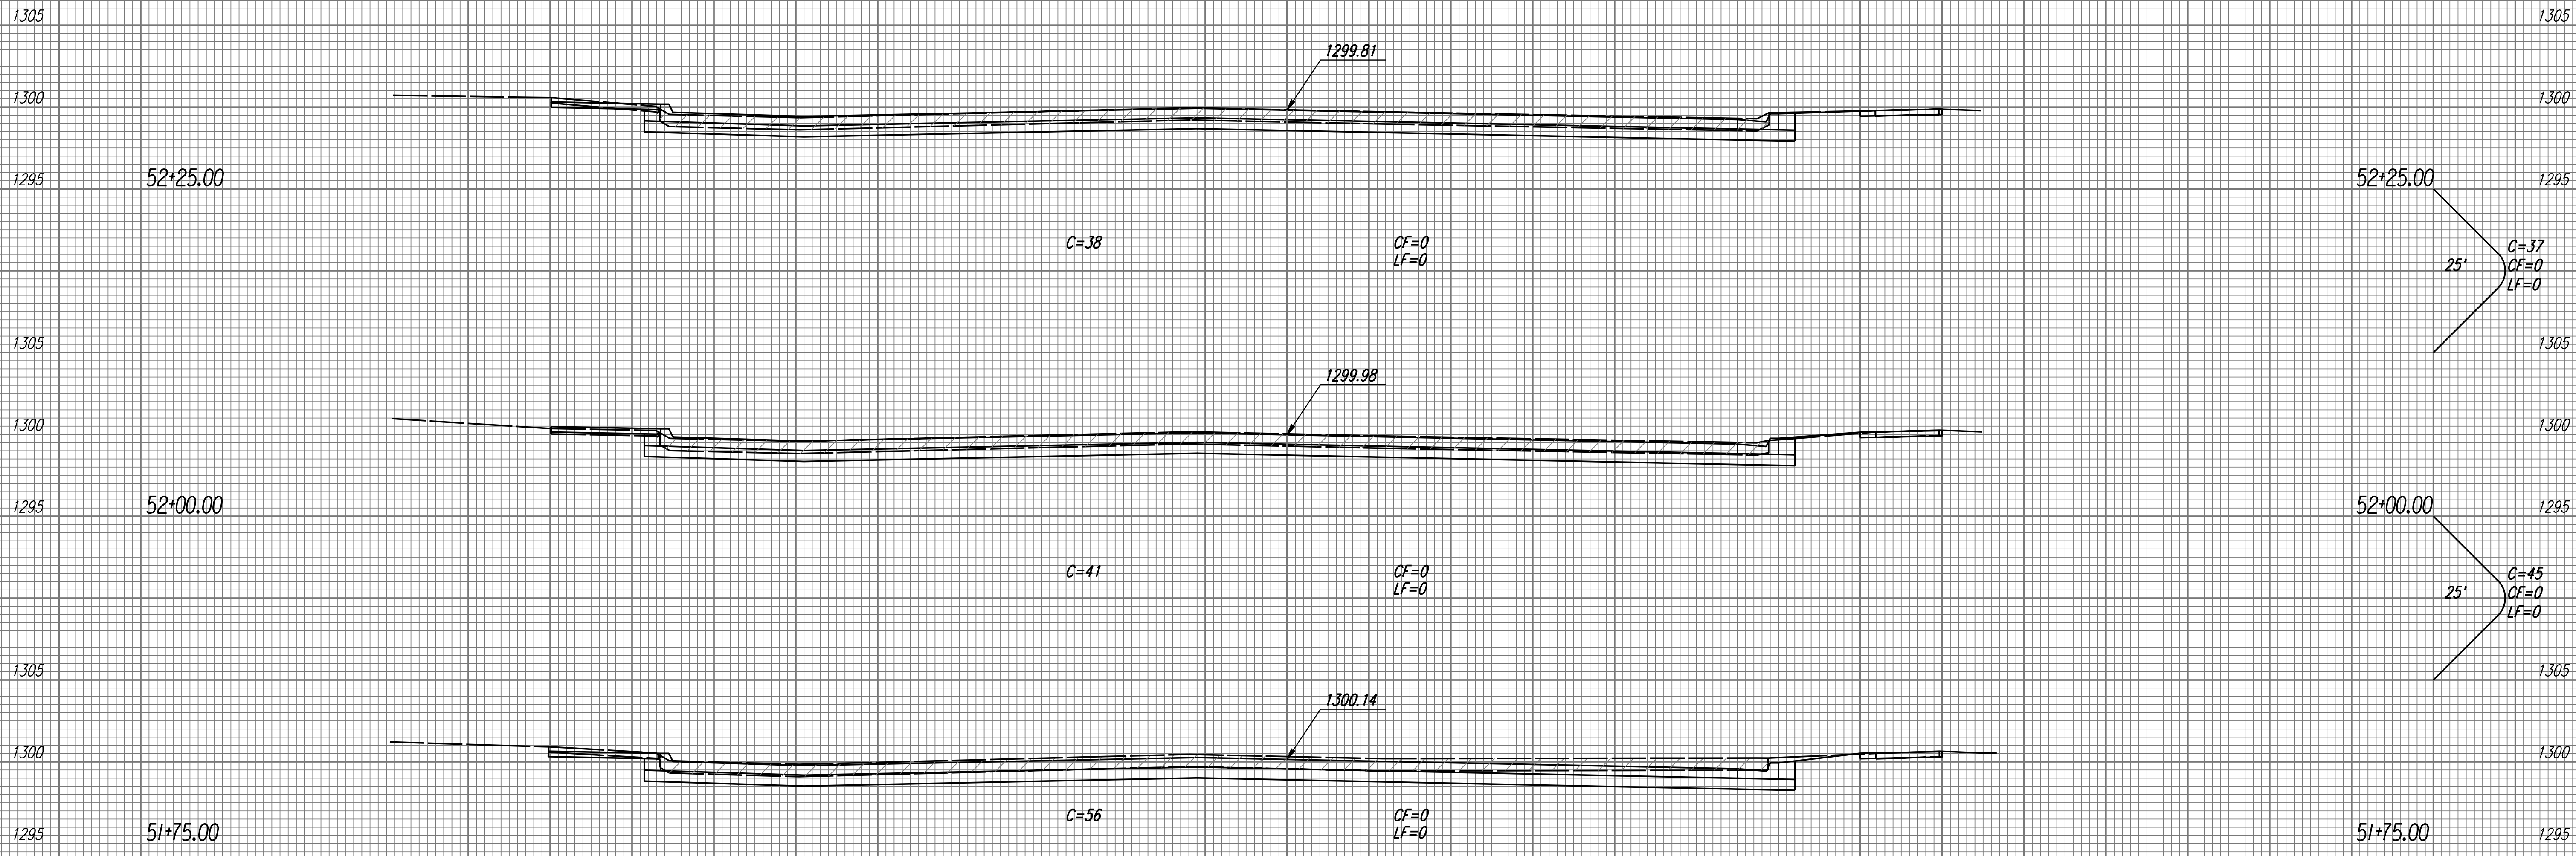 1305 1305
1299.81
1300 1300
1295 52+25.00 52+25.00 1295
C=38 CF=0
LF=0
C=37
25' CF=0
LF=0
1305 1305
1299.98
1300 1300
1295 52+00.00 52+00.00 1295
C=41 CF=0
LF=0
C=45
25' CF=0
LF=0
1305 1305
1300.14
1300 1300
C=56 CF=0
LF=0
1295 51+75.00 51+75.00 1295